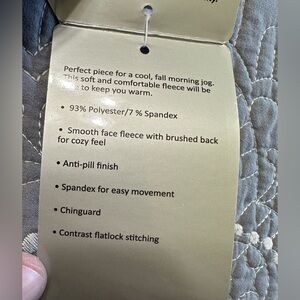 Perfect piece for a cool, fall morning jog.
This soft and comfortable fleece will be
to keep you warm.
• 93% Polyester/7 % Spandex
• Smooth face fleece with brushed back
for cozy feel
• Anti-pill finish
• Spandex for easy movement
• Chinguard
• Contrast flatlock stitching